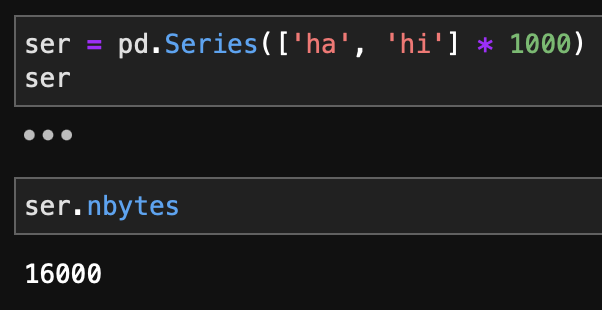 ser = pd.Series(['ha', 'hi'] * 1000)
ser
•••
ser.nbytes
16000